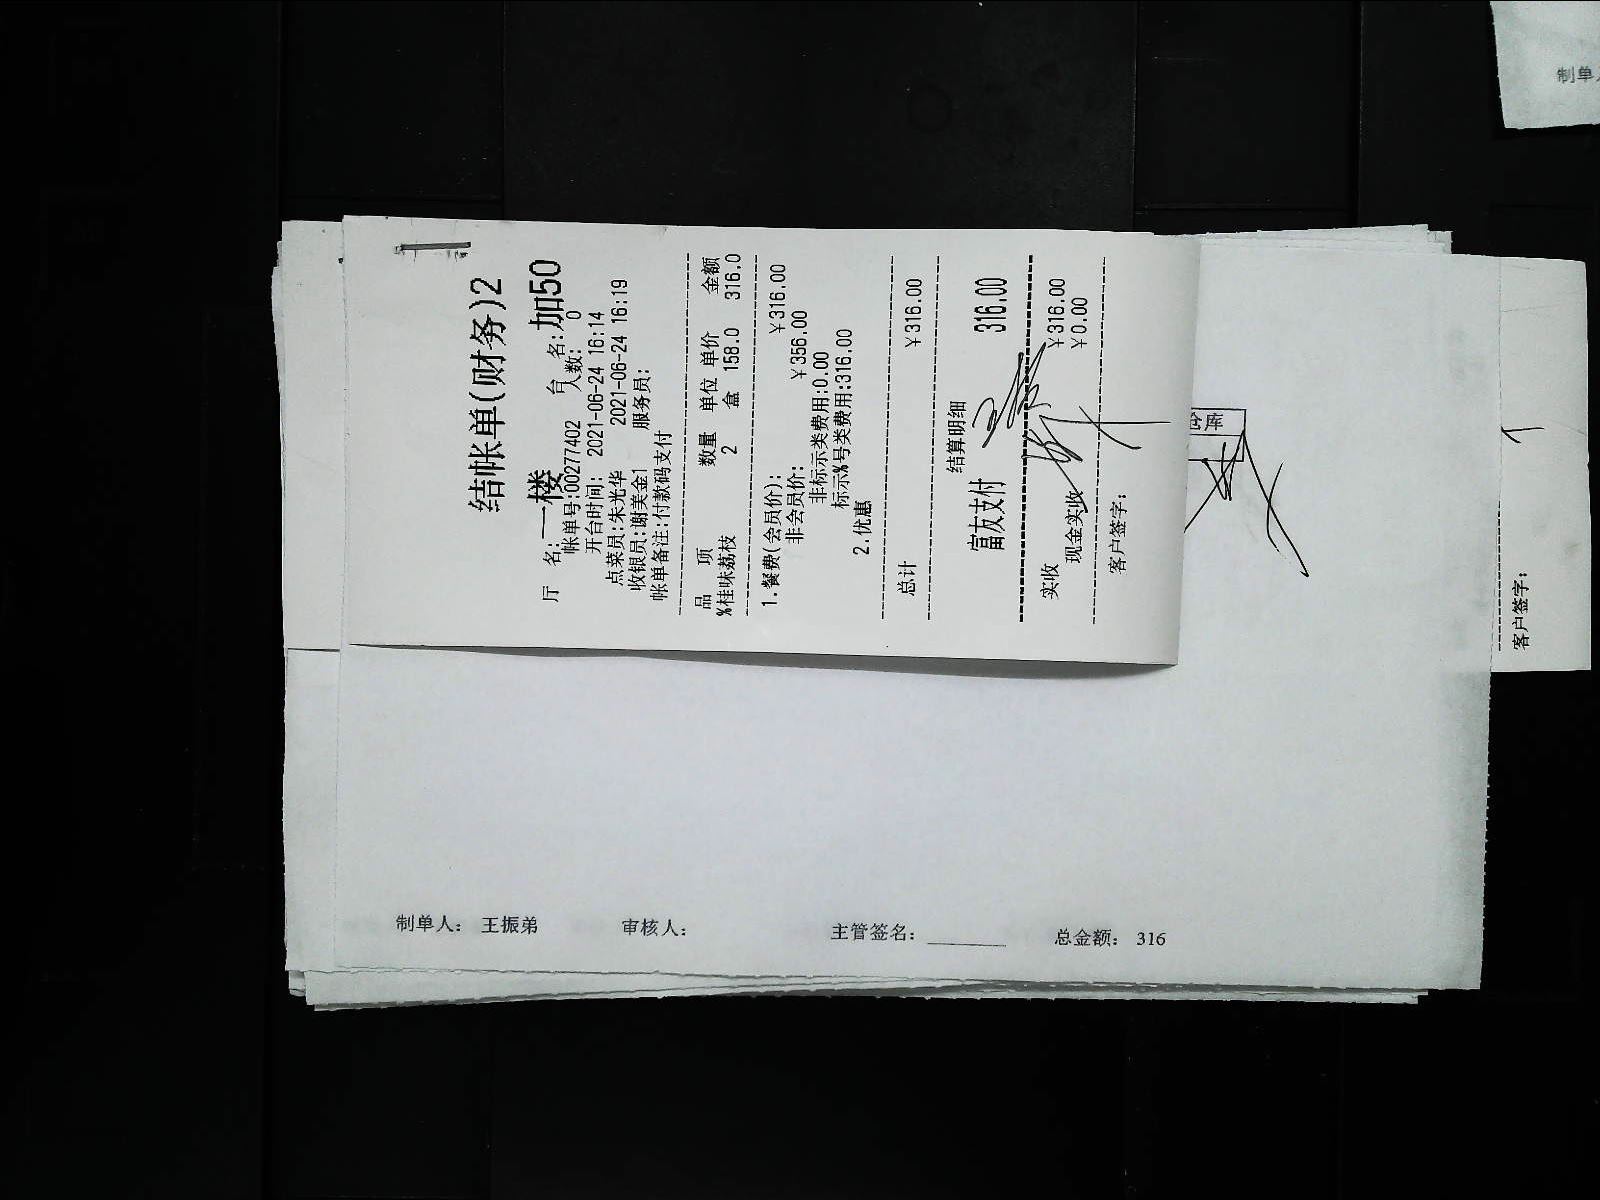 结帐单(财务)2
厅 名:一楼 台 名:加50
帐单号:00277402 人数: 0
开台时间: 2021-06-24 16:14
点菜员:朱光华 2021-06-24 16:19
收银员:谢美金1 服务员:
帐单备注:付款码支付
品 项 数量 单位 单价 金额
%桂味荔枝 2 盒 158.0 316.0
1.餐费(会员价): ¥316.00
非会员价: ¥356.00
非标示类费用:0.00
标示%号类费用:316.00
2.优惠
总计 ¥316.00
结算明细
富友支付 316.00
实收 ¥316.00
现金实收 ¥0.00
客户签字:
客户签字:
制单人: 王振弟 审核人: 主管签名: 总金额: 316
制单人